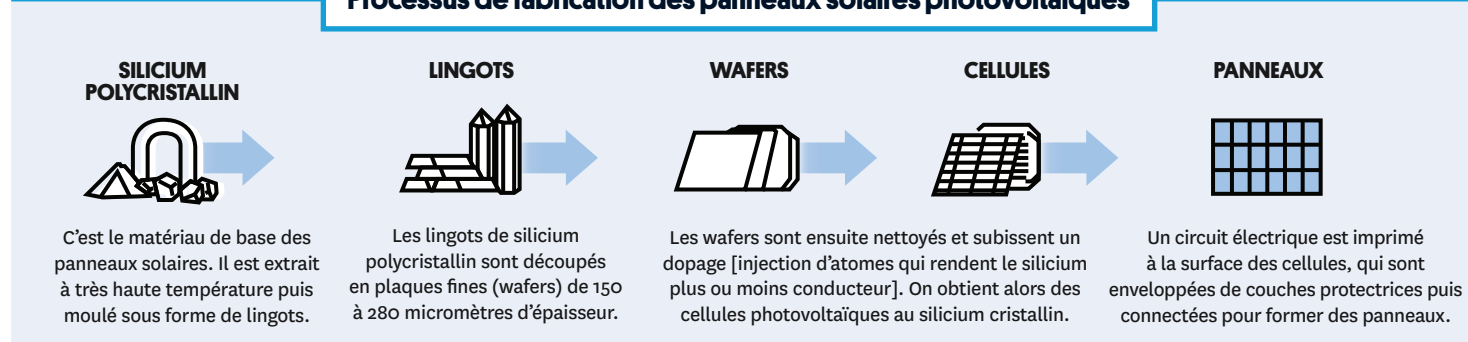 Processus de fabrication des panneaux solaires photovoltaïques
SILICIUM
POLYCRISTALLIN
C'est le matériau de base des
panneaux solaires. Il est extrait
à très haute température puis
moulé sous forme de lingots.
LINGOTS
Les lingots de silicium
polycristallin sont découpés
en plaques fines (wafers) de 150
à 280 micromètres d'épaisseur.
WAFERS
CELLULES
Les wafers sont ensuite nettoyés et subissent un
dopage [injection d'atomes qui rendent le silicium
plus ou moins conducteur]. On obtient alors des
cellules photovoltaïques au silicium cristallin.
PANNEAUX
Un circuit électrique est imprimé
à la surface des cellules, qui sont
enveloppées de couches protectrices puis
connectées pour former des panneaux.